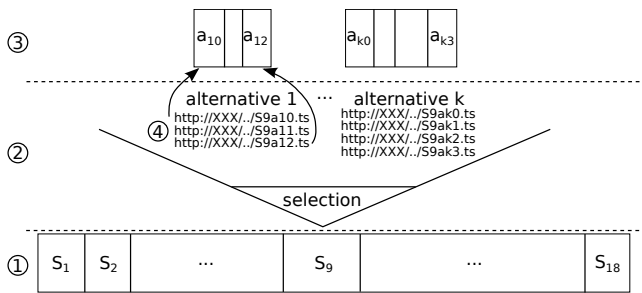 ③ a10 a12 ak0 ak3
alternative 1 ... alternative k
http://XXX/../S9a10.ts
http://XXX/../S9a11.ts
http://XXX/../S9a12.ts
④
http://XXX/../S9ak0.ts
http://XXX/../S9ak1.ts
http://XXX/../S9ak2.ts
http://XXX/../S9ak3.ts
②
selection
① S1 S2 ... S9 ... S18